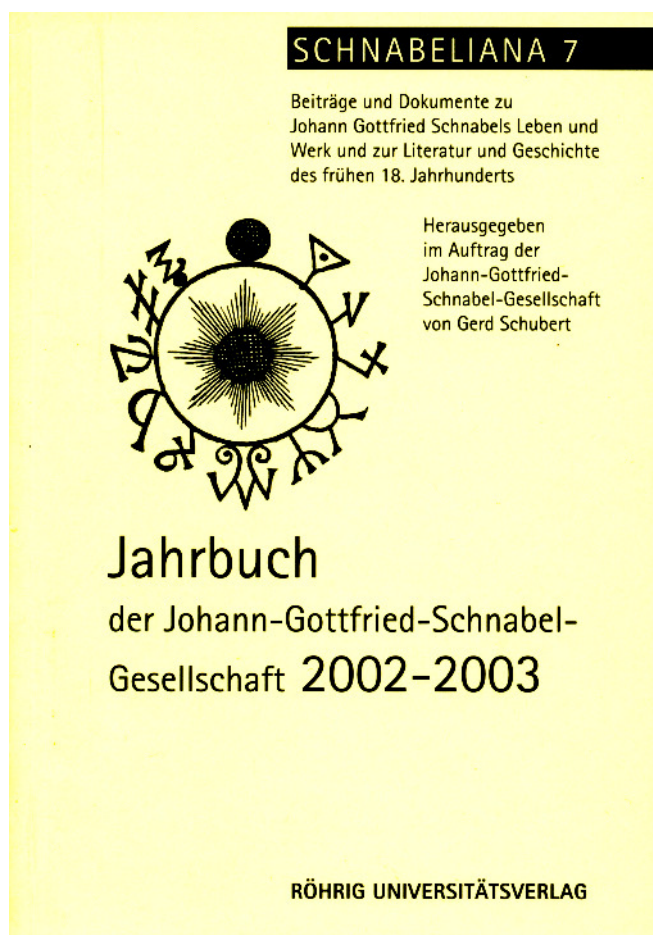 SCHNABELIANA 7
Beiträge und Dokumente zu
Johann Gottfried Schnabels Leben und
Werk und zur Literatur und Geschichte
des frühen 18. Jahrhunderts
Herausgegeben
im Auftrag der
Johann-Gottfried-
Schnabel-Gesellschaft
von Gerd Schubert
Jahrbuch
der Johann-Gottfried-Schnabel-
Gesellschaft 2002-2003
RÖHRIG UNIVERSITÄTSVERLAG